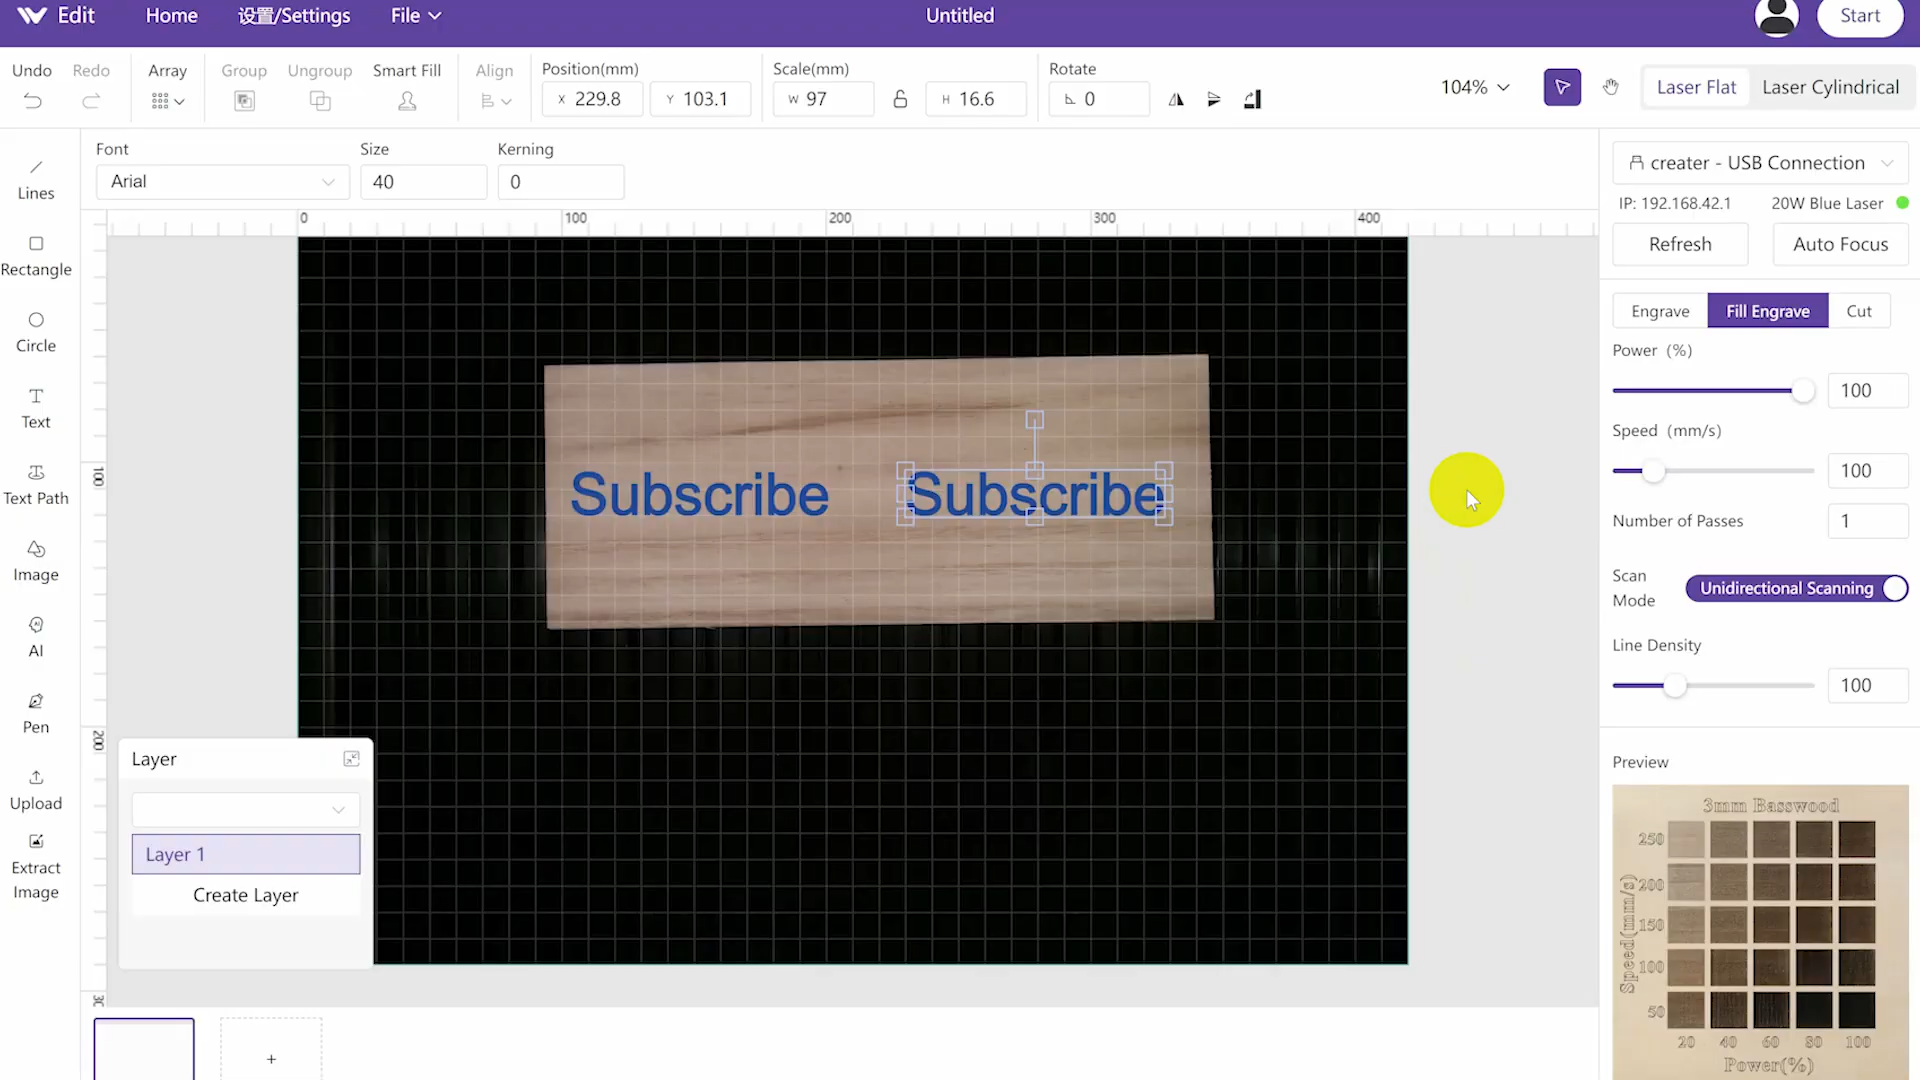 Edit Home 设置/Settings File Untitled Start
Undo Redo Array Group Ungroup Smart Fill Align Position(mm) Scale(mm) Rotate
X 229.8 Y 103.1 W 97 H 16.6 0 104% Laser Flat Laser Cylindrical
Font Size Kerning
Arial 40 0
creater - USB Connection
IP: 192.168.42.1 20W Blue Laser
Refresh Auto Focus
Lines
Rectangle
Circle
Text
Text Path
Image
AI
Pen
Upload
Extract
Image
0 100 200 300 400
100
200
30
Subscribe Subscribe
Layer
Layer 1
Create Layer
+
Engrave Fill Engrave Cut
Power (%)
100
Speed (mm/s)
100
Number of Passes 1
Scan
Mode
Unidirectional Scanning
Line Density
100
Preview
3mm Basswood
250
200
150
100
50
Speed(mm/s)
20 40 60 80 100
Power(%)